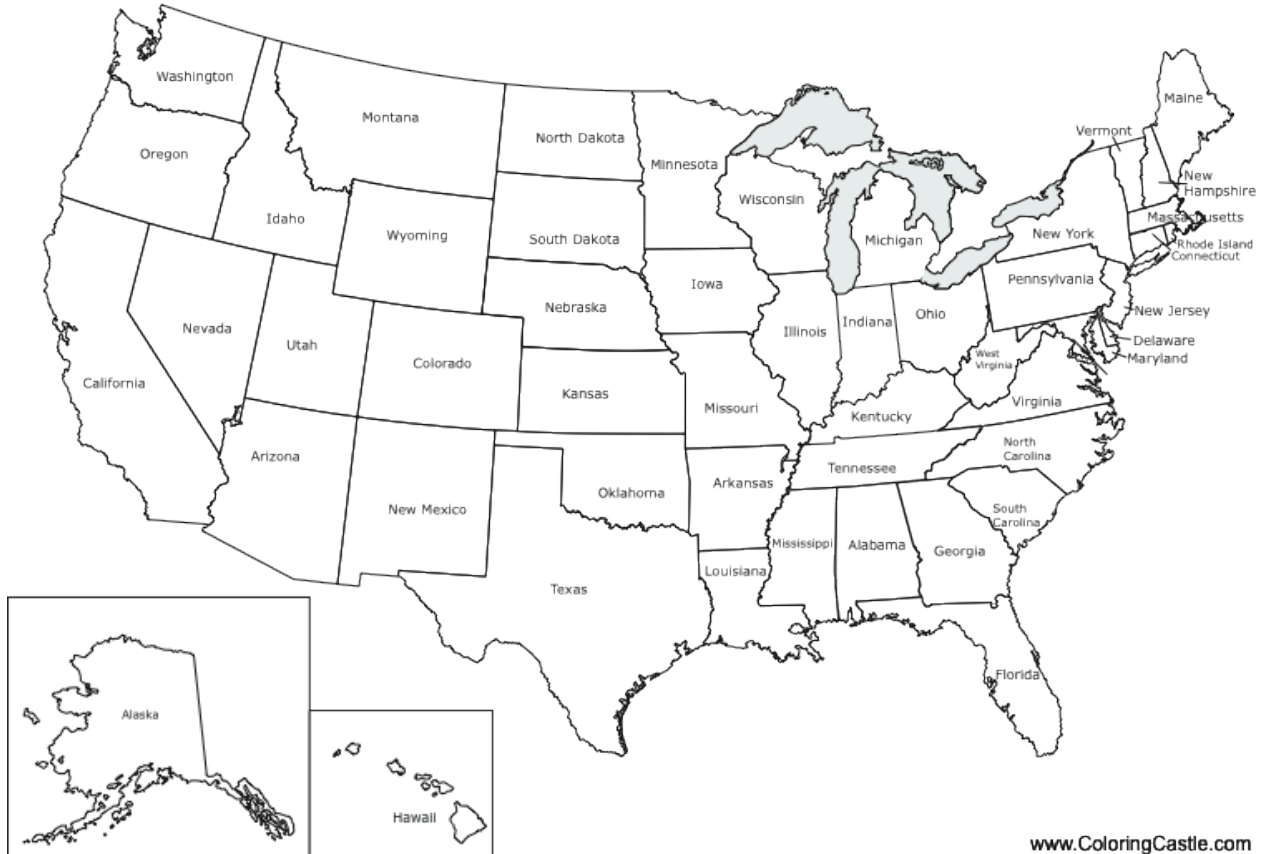 Washington
Maine
Montana
Vermont
North Dakota
Oregon
Minnesota
New
Hampshire
Wisconsin
Idaho
Massachusetts
Wyoming
South Dakota
Michigan
New York
Rhode Island
Connecticut
Pennsylvania
Iowa
Nebraska
New Jersey
Ohio
Indiana
Illinois
Nevada
Utah
Delaware
Maryland
West
Virginia
Colorado
California
Kansas
Virginia
Missouri
Kentucky
North
Carolina
Arizona
Tennessee
Arkansas
Oklahoma
New Mexico
South
Carolina
Mississippi
Alabama
Georgia
Louisiana
Texas
Florida
Alaska
Hawaii
www.ColoringCastle.com